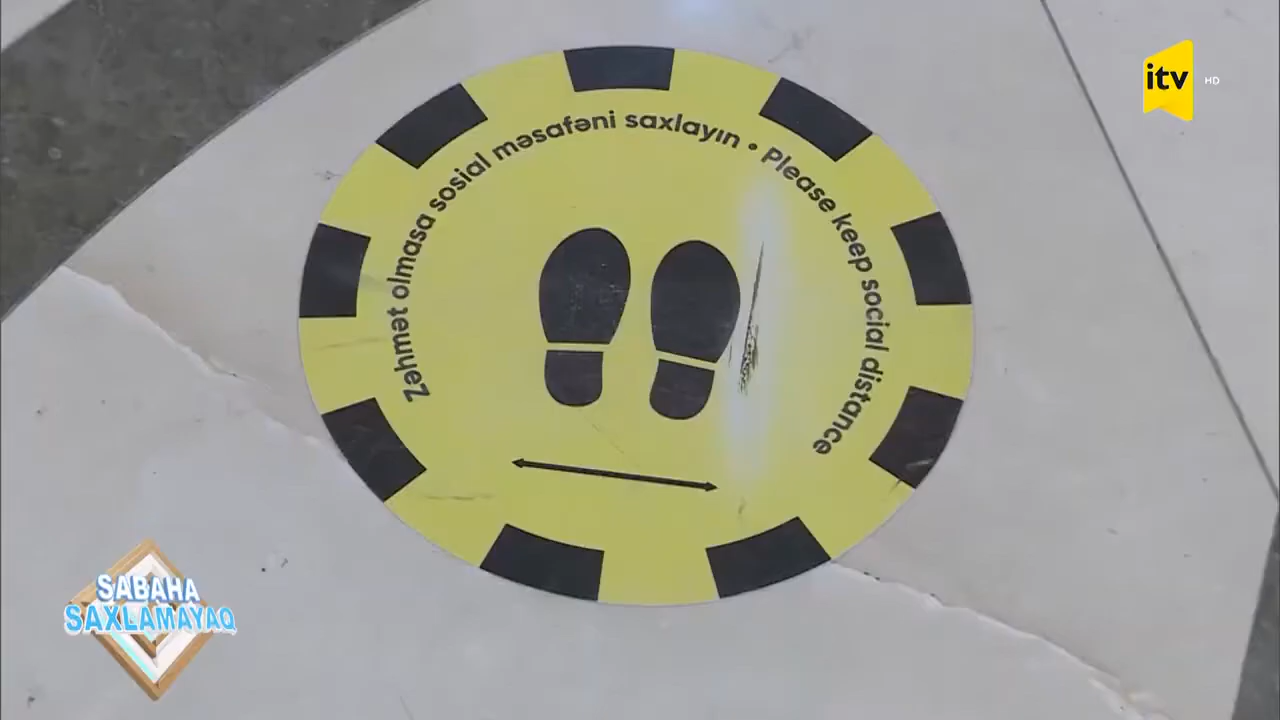 itv HD
Zəhmət olmasa sosial məsafəni saxlayın • Please keep social distance
SABAHA
SAXLAMAYAQ